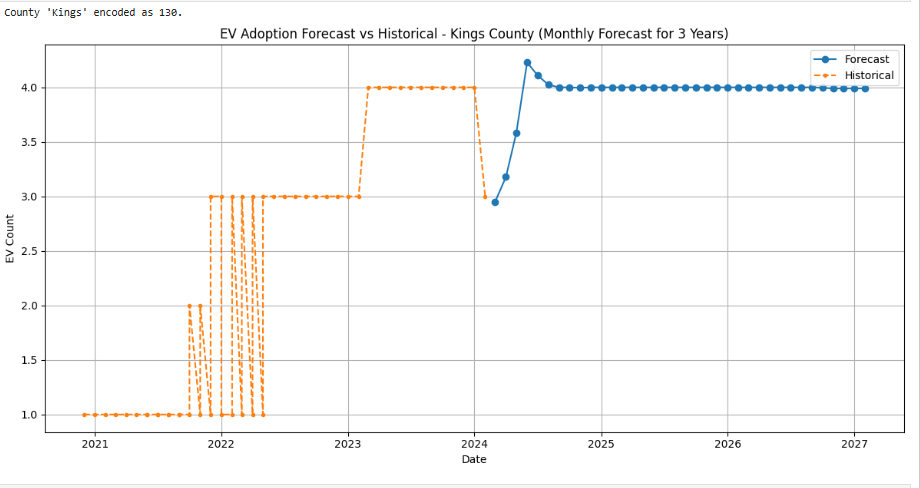 County 'Kings' encoded as 130.
EV Adoption Forecast vs Historical - Kings County (Monthly Forecast for 3 Years)
Forecast
Historical
4.0
3.5
3.0
2.5
2.0
1.5
1.0
EV Count
2021
2022
2023
2024
2025
2026
2027
Date